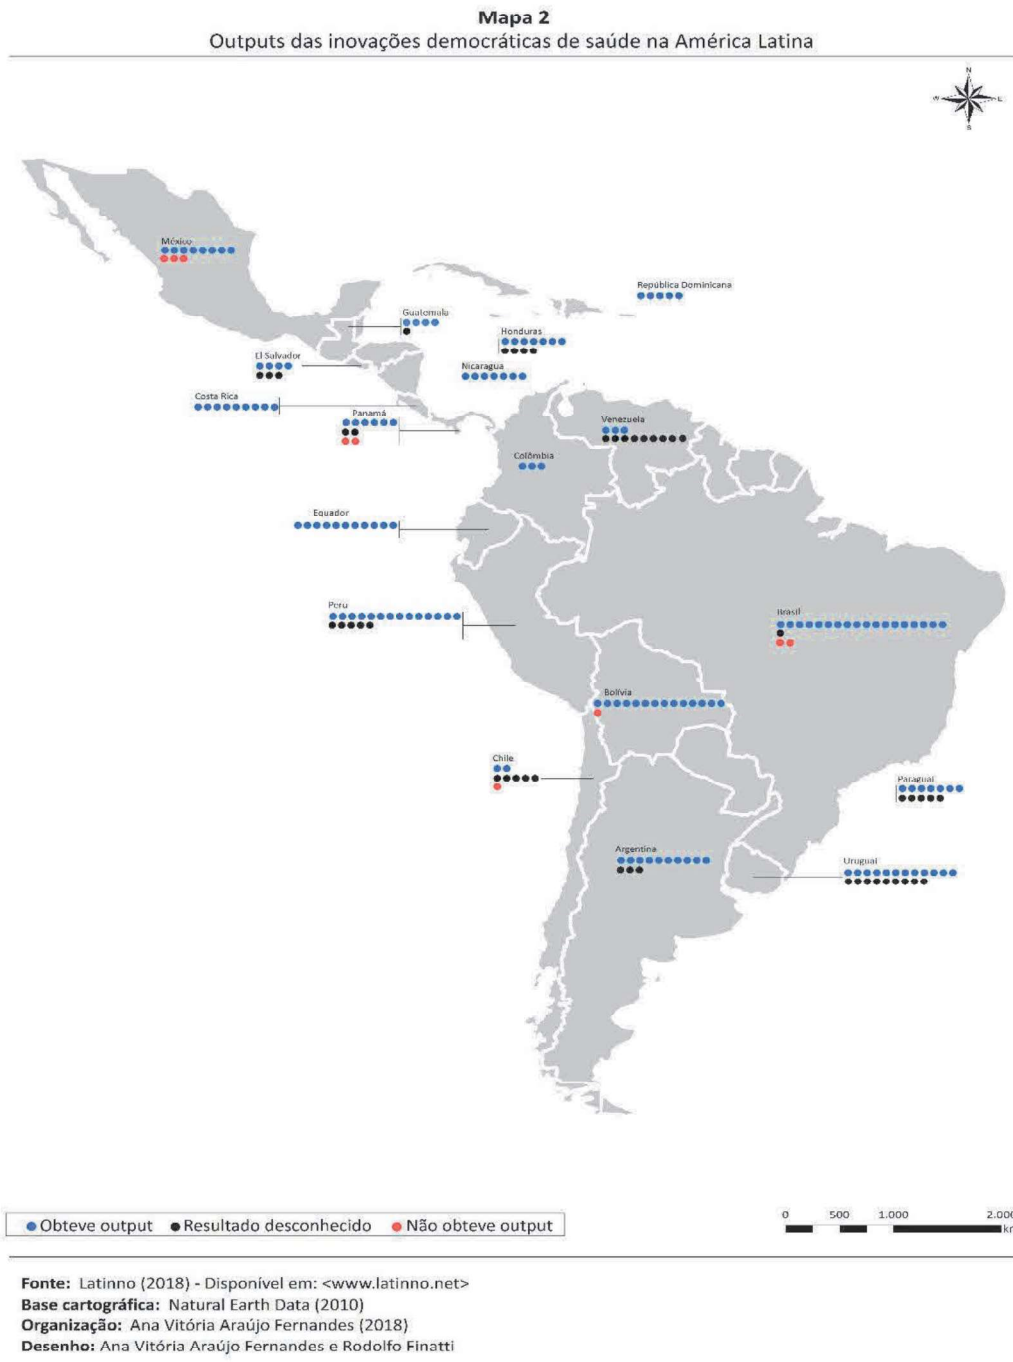 Mapa 2
Outputs das inovações democráticas de saúde na América Latina
N
W
E
S
México
República Dominicana
Guatemala
Honduras
El Salvador
Nicaragua
Costa Rica
Panamá
Venezuela
Colômbia
Equador
Peru
Brasil
Bolívia
Chile
Paraguai
Argentina
Uruguai
Obteve output Resultado desconhecido Não obteve output
0 500 1.000 2.000
km
Fonte: Latinno (2018) - Disponível em: <www.latinno.net>
Base cartográfica: Natural Earth Data (2010)
Organização: Ana Vitória Araújo Fernandes (2018)
Desenho: Ana Vitória Araújo Fernandes e Rodolfo Finatti